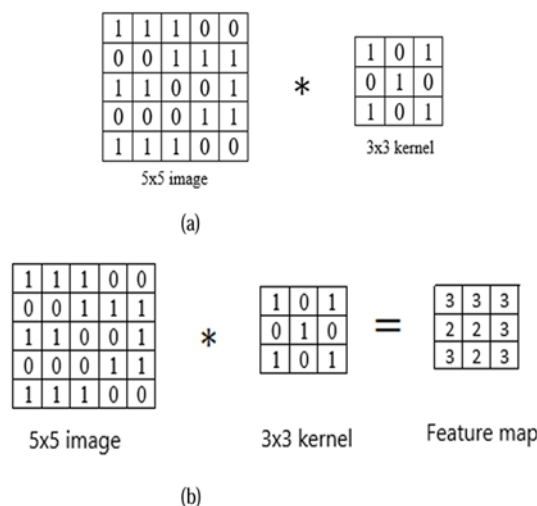 1 1 1 0 0
0 0 1 1 1
1 1 0 0 1
0 0 0 1 1
1 1 1 0 0
5x5 image
*
1 0 1
0 1 0
1 0 1
3x3 kernel
(a)
1 1 1 0 0
0 0 1 1 1
1 1 0 0 1
0 0 0 1 1
1 1 1 0 0
5x5 image
*
1 0 1
0 1 0
1 0 1
3x3 kernel
=
3 3 3
2 2 3
3 2 3
Feature map
(b)